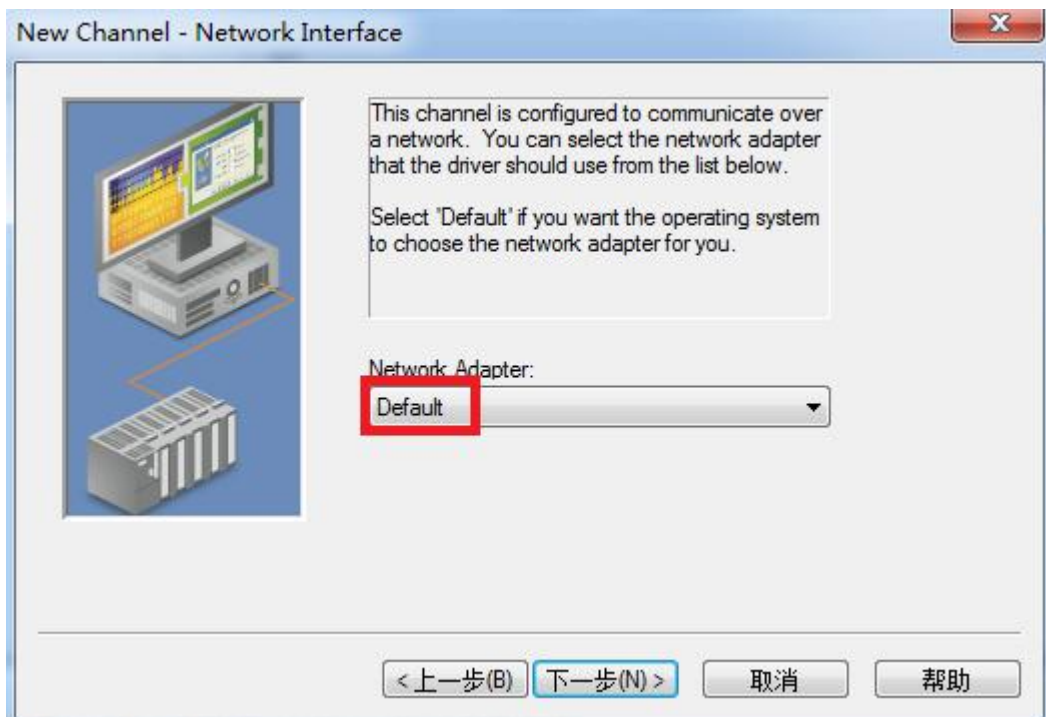 New Channel - Network Interface
This channel is configured to communicate over
a network. You can select the network adapter
that the driver should use from the list below.
Select 'Default' if you want the operating system
to choose the network adapter for you.
Network Adapter:
Default
<上一步(B) 下一步(N)> 取消 帮助